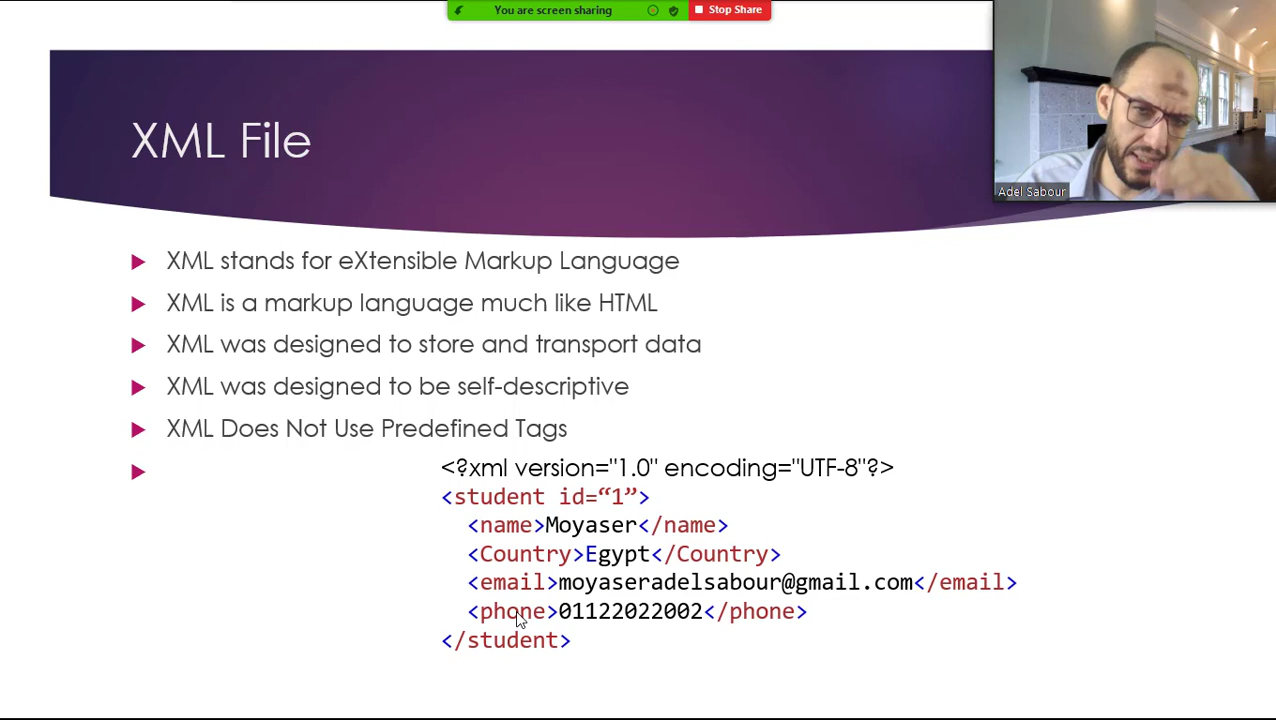 You are screen sharing
Stop Share
XML File
Adel Sabour
XML stands for eXtensible Markup Language
XML is a markup language much like HTML
XML was designed to store and transport data
XML was designed to be self-descriptive
XML Does Not Use Predefined Tags
<?xml version="1.0" encoding="UTF-8"?>
<student id=“1”>
<name>Moyaser</name>
<Country>Egypt</Country>
<email>moyaseradelsabour@gmail.com</email>
<phone>01122022002</phone>
</student>